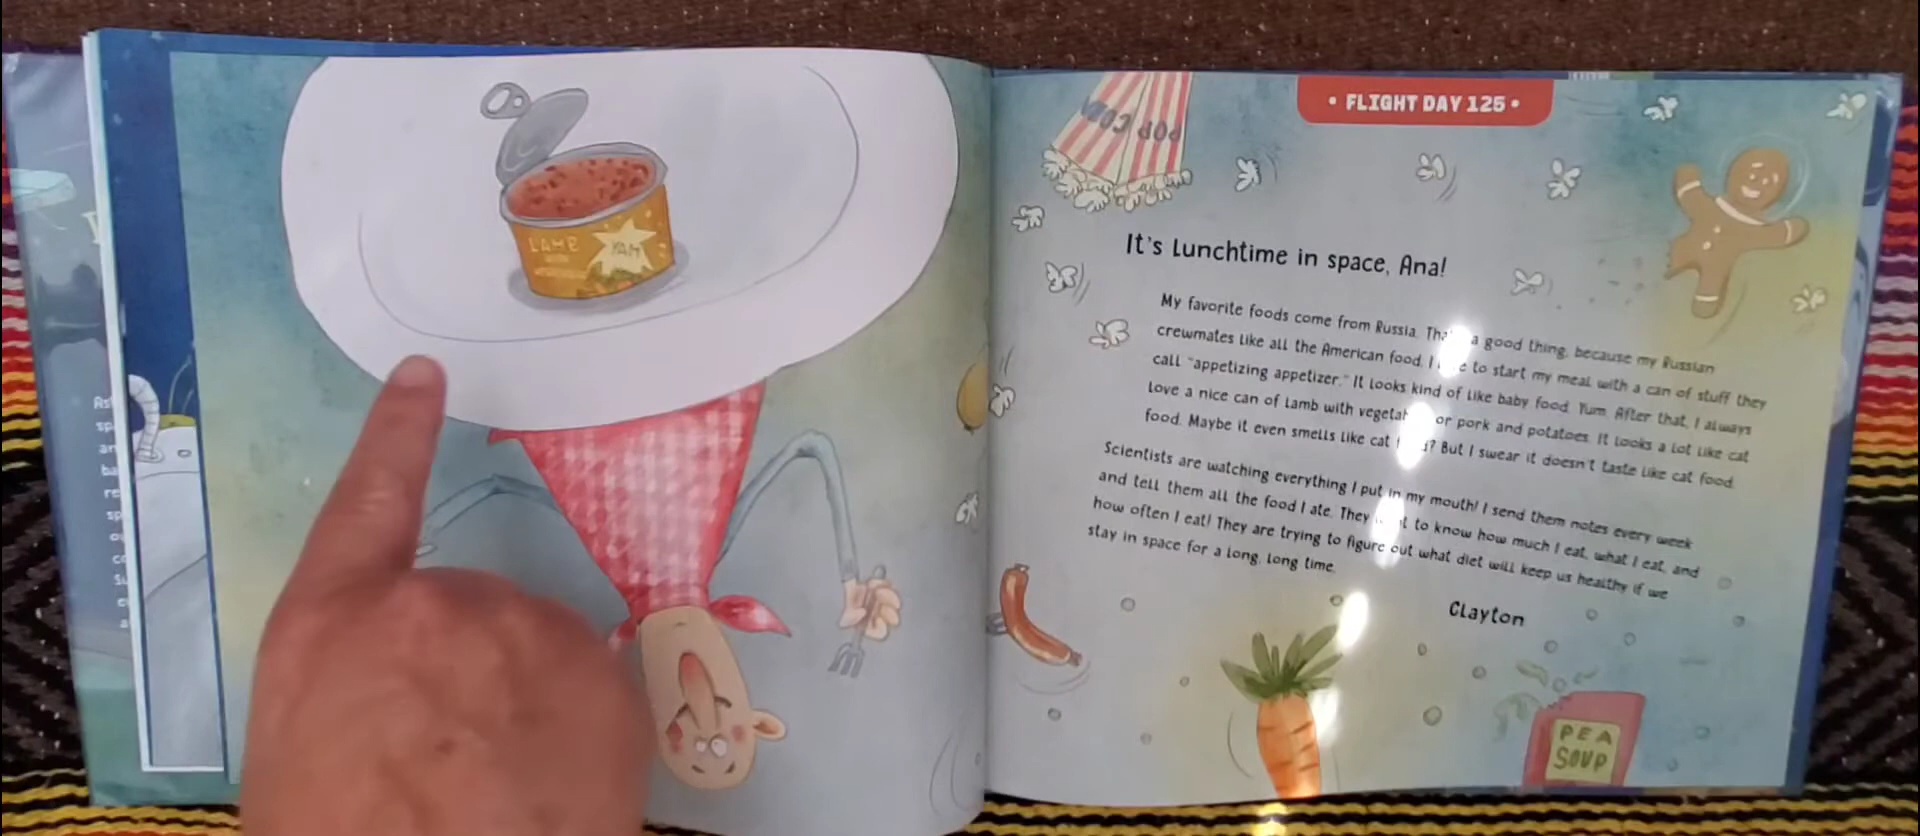 As
sp
an
ba
re
sp
LAMB
WITH
YAM
POP CORN
• FLIGHT DAY 125 •
It's Lunchtime in space, Ana!
My favorite foods come from Russia. a good thing, because my Russian
crewmates like all the American food. I to start my meal with a can of stuff they
call "appetizing appetizer." It looks kind of like baby food. Yum. After that, I always
love a nice can of lamb with or pork and potatoes. It looks a lot like cat
food. Maybe it even smells like cat But I swear it doesn't taste like cat food.
Scientists are watching everything I put in my mouth! I send them notes every week
and tell them all the food I ate. They to know how much I eat, what I eat, and
how often I eat! They are trying to figure out what diet will keep us healthy if we
stay in space for a long, long time.
Clayton
PEA
SOUP